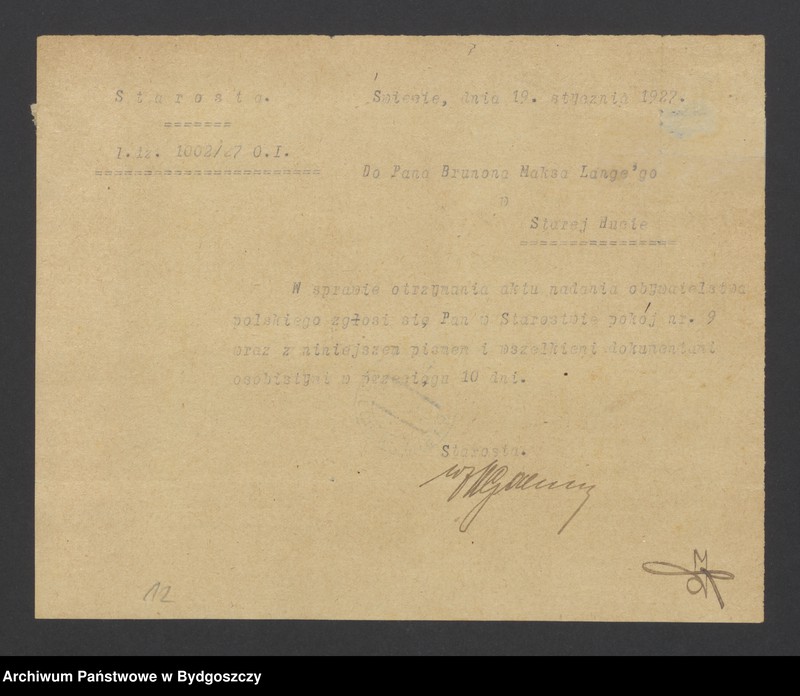 Starosta.
Świecie, dnia 19. stycznia 1927.
=======
l.dz. 1002/27 O.I.
=======================
Do Pana Brunona Maksa Lange'go
w
Starej Hucie
===============
W sprawie otrzymania aktu nadania obywatelstwa
polskiego zgłosi się Pan w Starostwie pokój nr. 9
oraz z niniejszem pismem i wszelkiemi dokumentami
osobistymi w przeciągu 10 dni.
Starosta.
12
Archiwum Państwowe w Bydgoszczy